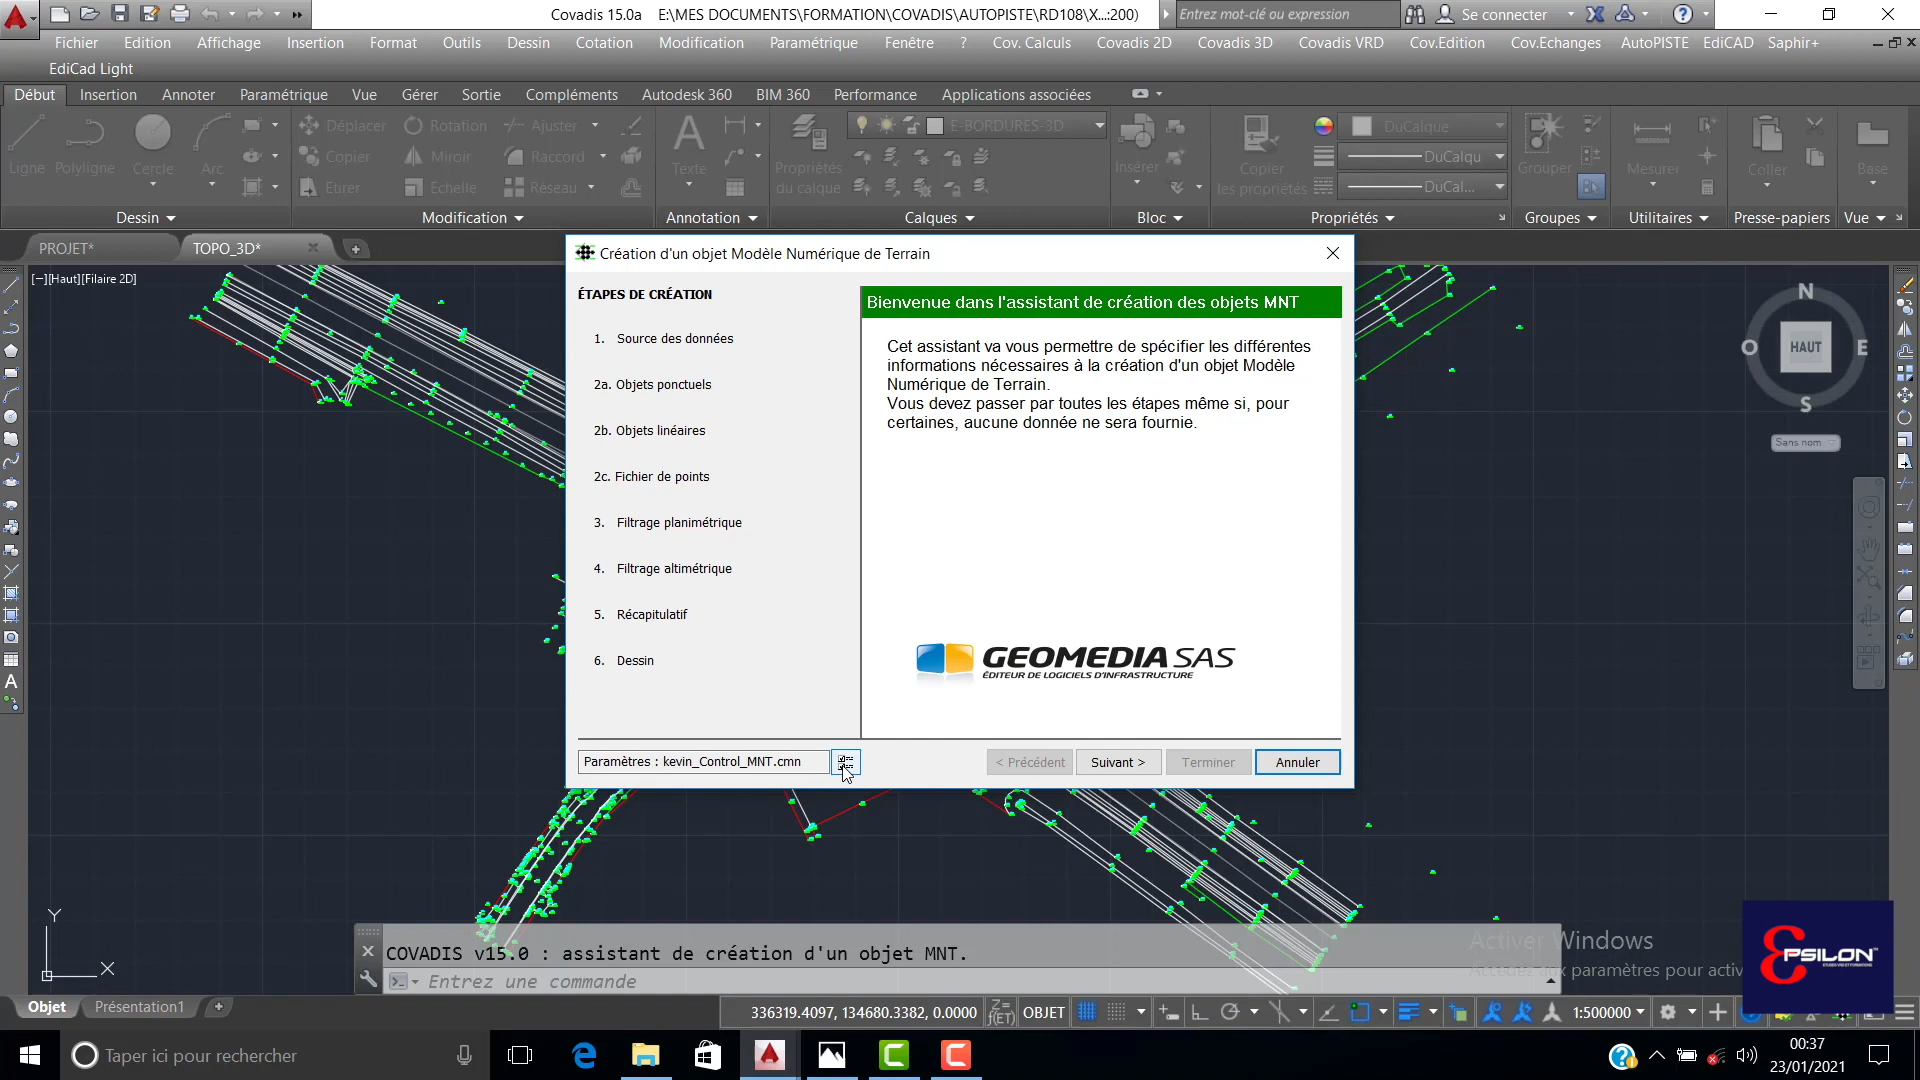 Covadis 15.0a E:\MES DOCUMENTS\FORMATION\COVADIS\AUTOPISTE\RD108\X...:200)
Entrez mot-clé ou expression
Se connecter
Fichier Edition Affichage Insertion Format Outils Dessin Cotation Modification Paramétrique Fenêtre ? Cov. Calculs Covadis 2D Covadis 3D Covadis VRD Cov.Edition Cov.Echanges AutoPISTE EdiCAD Saphir+
EdiCad Light
Début Insertion Annoter Paramétrique Vue Gérer Sortie Compléments Autodesk 360 BIM 360 Performance Applications associées
Ligne Polyligne Cercle Arc
Déplacer Rotation Ajuster
Copier Miroir Raccord
Etirer Echelle Réseau
Texte
Propriétés du calque
E-BORDURES-3D
Insérer
Copier les propriétés
DuCalque
DuCalqu
DuCal...
Grouper
Mesurer
Coller
Base
Dessin Modification Annotation Calques Bloc Propriétés Groupes Utilitaires Presse-papiers Vue
PROJET* TOPO_3D*
[−][Haut][Filaire 2D]
N
O HAUT E
S
Sans nom
Création d'un objet Modèle Numérique de Terrain
ÉTAPES DE CRÉATION
1. Source des données
2a. Objets ponctuels
2b. Objets linéaires
2c. Fichier de points
3. Filtrage planimétrique
4. Filtrage altimétrique
5. Récapitulatif
6. Dessin
Bienvenue dans l'assistant de création des objets MNT
Cet assistant va vous permettre de spécifier les différentes
informations nécessaires à la création d'un objet Modèle
Numérique de Terrain.
Vous devez passer par toutes les étapes même si, pour
certaines, aucune donnée ne sera fournie.
GEOMEDIA SAS
ÉDITEUR DE LOGICIELS D'INFRASTRUCTURE
Paramètres : kevin_Control_MNT.cmn
< Précédent Suivant > Terminer Annuler
Y
X
COVADIS v15.0 : assistant de création d'un objet MNT.
Entrez une commande
Activer Windows
aux paramètres pour activ
EPSILON
Objet Présentation1
336319.4097, 134680.3382, 0.0000
OBJET
1:500000
Taper ici pour rechercher
00:37
23/01/2021